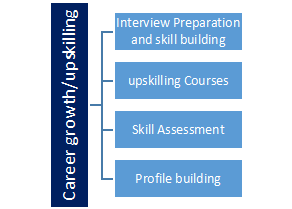 Career growth/upskilling
Interview Preparation
and skill building
upskilling Courses
Skill Assessment
Profile building